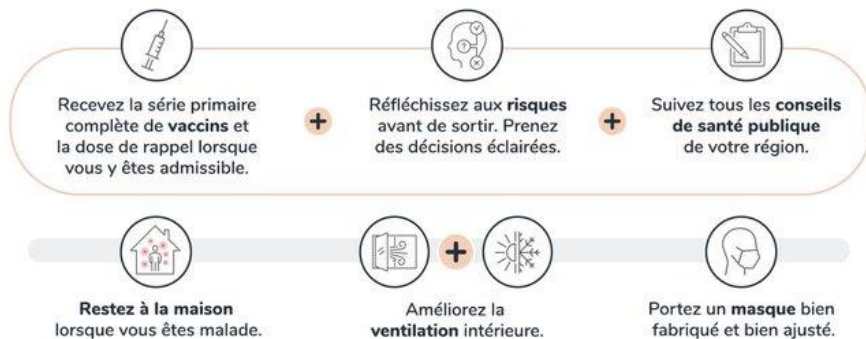 Recevez la série primaire
complète de vaccins et
la dose de rappel lorsque
vous y êtes admissible.
+
Réfléchissez aux risques
avant de sortir. Prenez
des décisions éclairées.
+
Suivez tous les conseils
de santé publique
de votre région.
Restez à la maison
lorsque vous êtes malade.
+
Améliorez la
ventilation intérieure.
Portez un masque bien
fabriqué et bien ajusté.